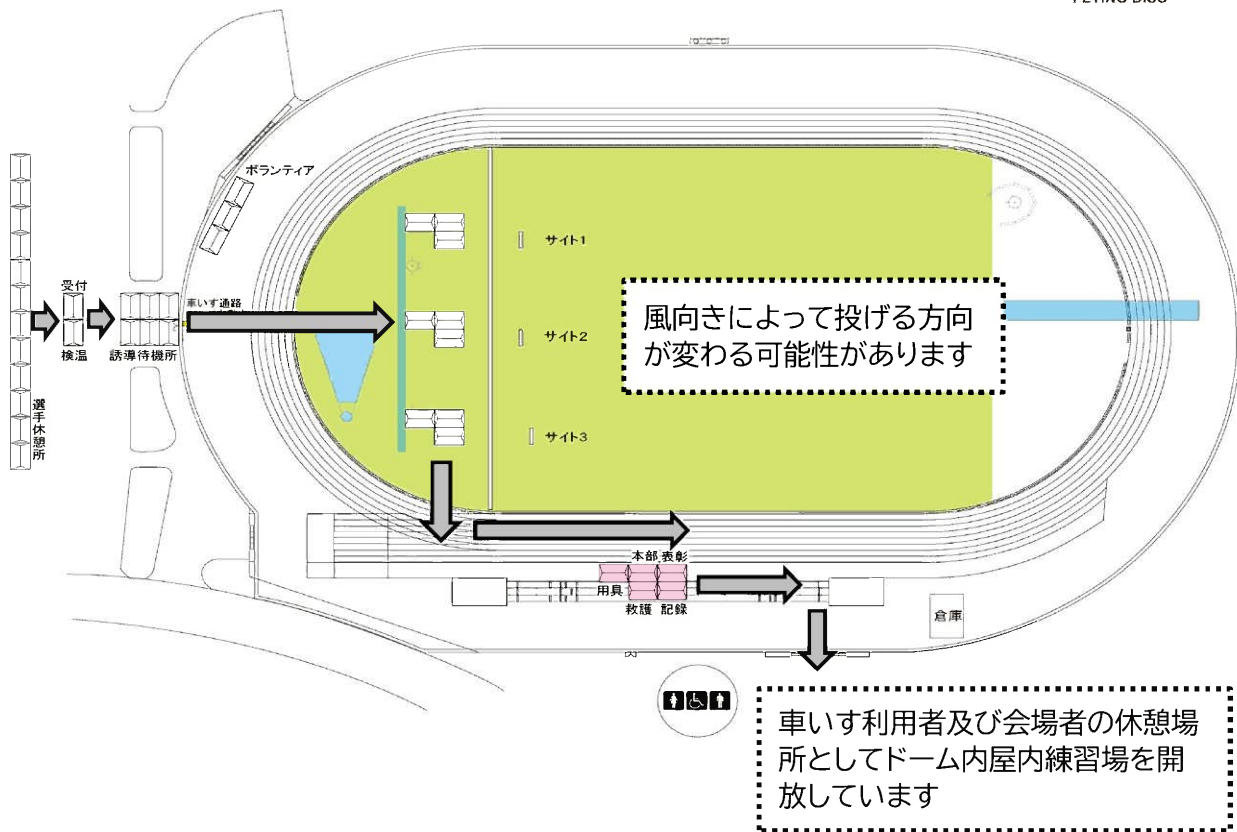 FLYING DISC
ボランティア
サイト1
受付
車いす通路
風向きによって投げる方向
が変わる可能性があります
サイト2
検温
誘導待機所
選手休憩所
サイト3
本部 表彰
用具
救護 記録
倉庫
車いす利用者及び会場者の休憩場
所としてドーム内屋内練習場を開
放しています